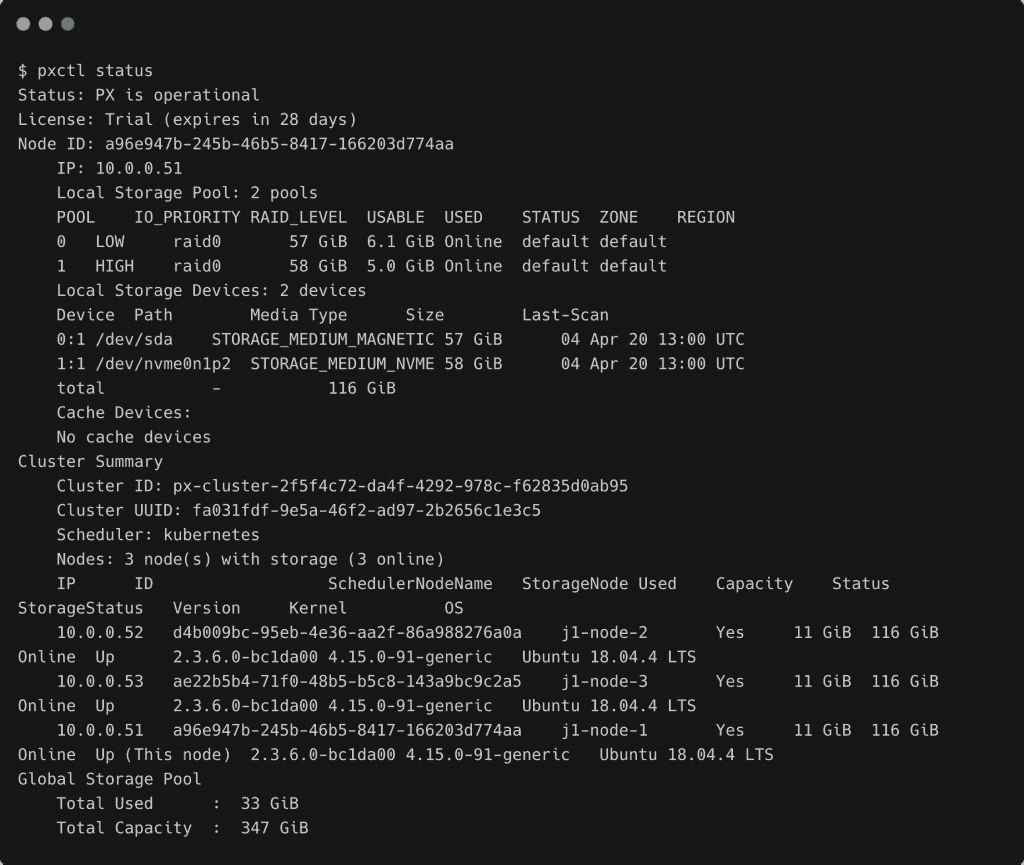 $ pxctl status
Status: PX is operational
License: Trial (expires in 28 days)
Node ID: a96e947b-245b-46b5-8417-166203d774aa
    IP: 10.0.0.51
    Local Storage Pool: 2 pools
    POOL    IO_PRIORITY RAID_LEVEL  USABLE  USED    STATUS  ZONE    REGION
    0   LOW     raid0       57 GiB  6.1 GiB Online  default default
    1   HIGH    raid0       58 GiB  5.0 GiB Online  default default
    Local Storage Devices: 2 devices
    Device  Path        Media Type      Size        Last-Scan
    0:1 /dev/sda    STORAGE_MEDIUM_MAGNETIC 57 GiB      04 Apr 20 13:00 UTC
    1:1 /dev/nvme0n1p2  STORAGE_MEDIUM_NVME 58 GiB      04 Apr 20 13:00 UTC
    total           -           116 GiB
    Cache Devices:
    No cache devices
Cluster Summary
    Cluster ID: px-cluster-2f5f4c72-da4f-4292-978c-f62835d0ab95
    Cluster UUID: fa031fdf-9e5a-46f2-ad97-2b2656c1e3c5
    Scheduler: kubernetes
    Nodes: 3 node(s) with storage (3 online)
    IP      ID                  SchedulerNodeName   StorageNode Used    Capacity    Status
StorageStatus   Version     Kernel          OS
    10.0.0.52   d4b009bc-95eb-4e36-aa2f-86a988276a0a    j1-node-2       Yes     11 GiB  116 GiB
Online  Up      2.3.6.0-bc1da00 4.15.0-91-generic   Ubuntu 18.04.4 LTS
    10.0.0.53   ae22b5b4-71f0-48b5-b5c8-143a9bc9c2a5    j1-node-3       Yes     11 GiB  116 GiB
Online  Up      2.3.6.0-bc1da00 4.15.0-91-generic   Ubuntu 18.04.4 LTS
    10.0.0.51   a96e947b-245b-46b5-8417-166203d774aa    j1-node-1       Yes     11 GiB  116 GiB
Online  Up (This node)  2.3.6.0-bc1da00 4.15.0-91-generic   Ubuntu 18.04.4 LTS
Global Storage Pool
    Total Used      :  33 GiB
    Total Capacity  :  347 GiB